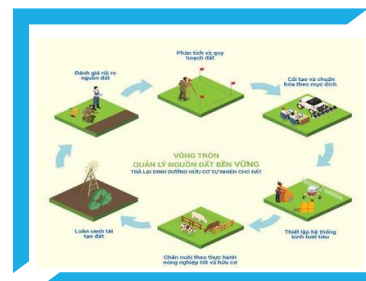 Phân tích và quy
hoạch đất
Đánh giá rủi ro
nguồn đất
Cải tạo và chuẩn
hóa theo mục đích
VÒNG TRÒN
QUẢN LÝ NGUỒN ĐẤT BỀN VỮNG
TRẢ LẠI DINH DƯỠNG HỮU CƠ TỰ NHIÊN CHO ĐẤT
Luân canh tái
tạo đất
Thiết lập hệ thống
kênh tưới tiêu
Chăn nuôi theo thực hành
nông nghiệp tốt và hữu cơ